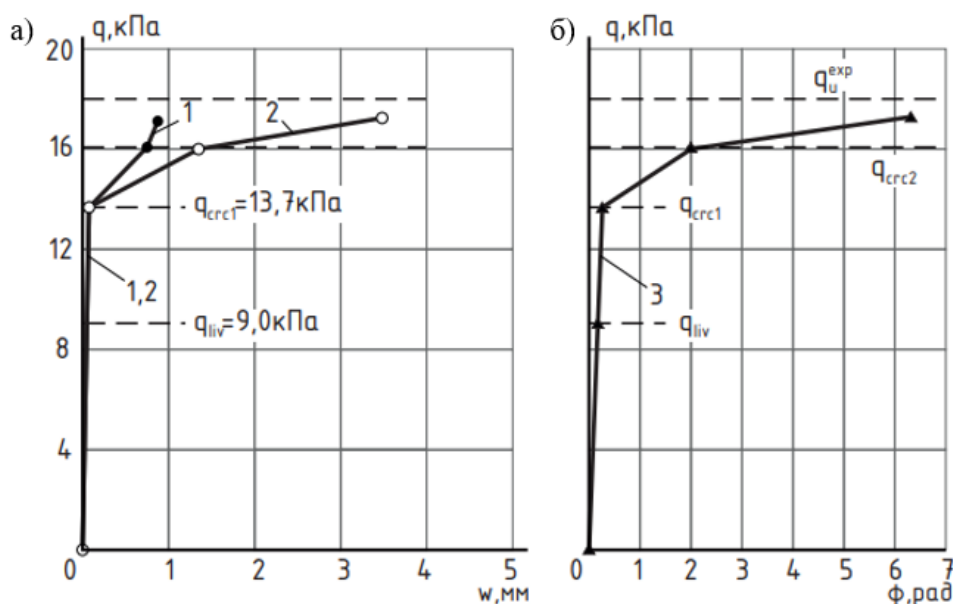 а)
q,кПа
20
16
12
8
4
0
1
2
3
4
5
w,мм
1
2
q_crc1=13,7кПа
1,2
q_liv=9,0кПа
б)
q,кПа
q_u^exp
q_crc2
q_crc1
3
q_liv
0
1
2
3
4
5
6
7
ф,рад